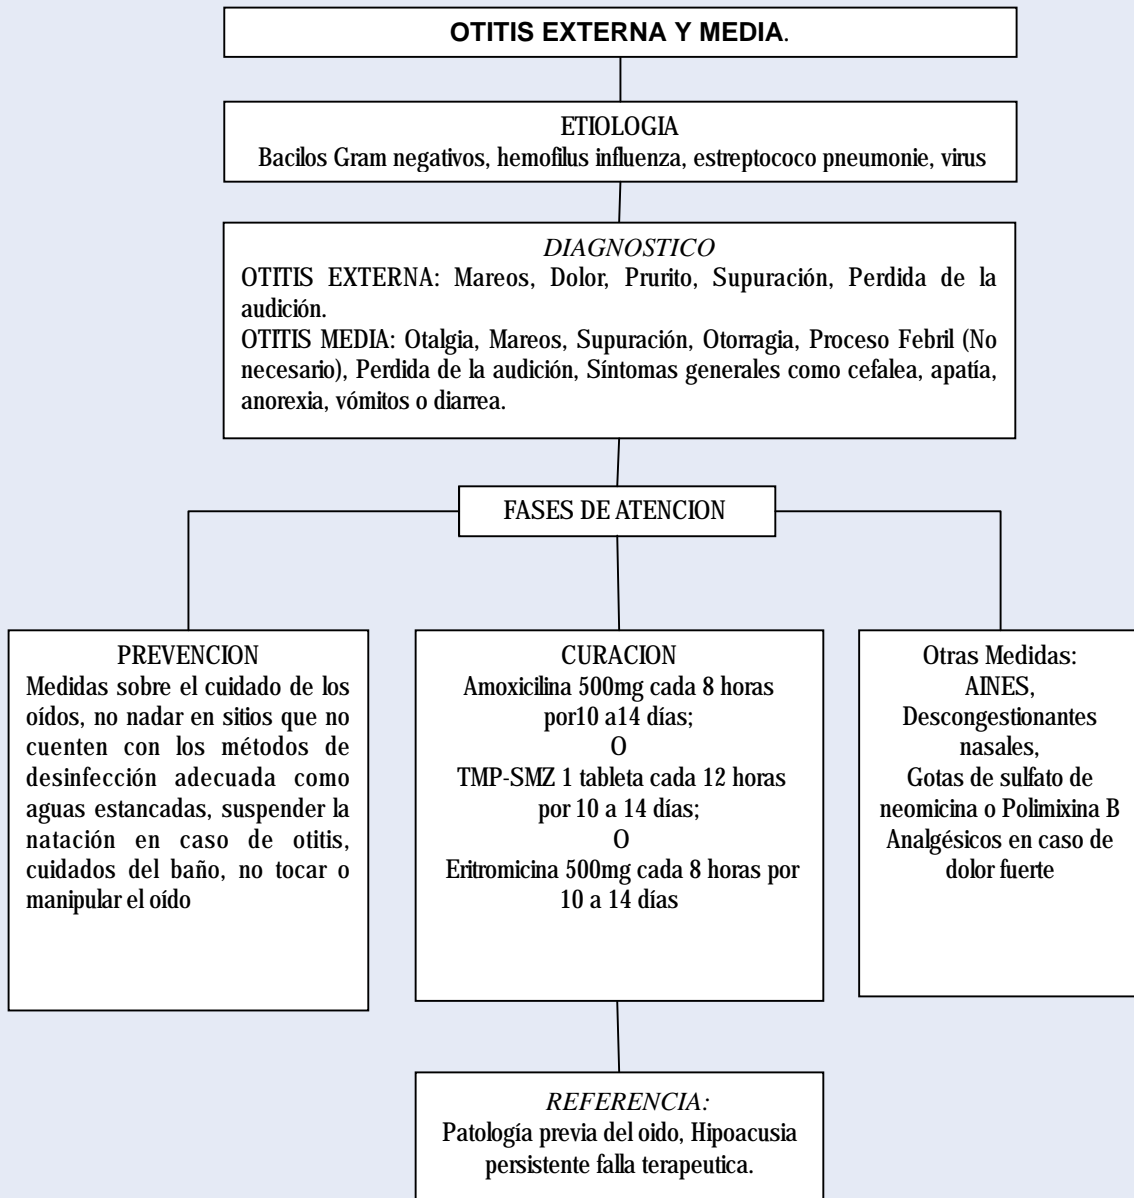 OTITIS EXTERNA Y MEDIA.
ETIOLOGIA
Bacilos Gram negativos, hemofilus influenza, estreptococo pneumonie, virus
DIAGNOSTICO
OTITIS EXTERNA: Mareos, Dolor, Prurito, Supuración, Perdida de la
audición.
OTITIS MEDIA: Otalgia, Mareos, Supuración, Otorragia, Proceso Febril (No
necesario), Perdida de la audición, Síntomas generales como cefalea, apatía,
anorexia, vómitos o diarrea.
FASES DE ATENCION
PREVENCION
Medidas sobre el cuidado de los
oídos, no nadar en sitios que no
cuenten con los métodos de
desinfección adecuada como
aguas estancadas, suspender la
natación en caso de otitis,
cuidados del baño, no tocar o
manipular el oído
CURACION
Amoxicilina 500mg cada 8 horas
por10 a14 días;
O
TMP-SMZ 1 tableta cada 12 horas
por 10 a 14 días;
O
Eritromicina 500mg cada 8 horas por
10 a 14 días
Otras Medidas:
AINES,
Descongestionantes
nasales,
Gotas de sulfato de
neomicina o Polimixina B
Analgésicos en caso de
dolor fuerte
REFERENCIA:
Patología previa del oido, Hipoacusia
persistente falla terapeutica.